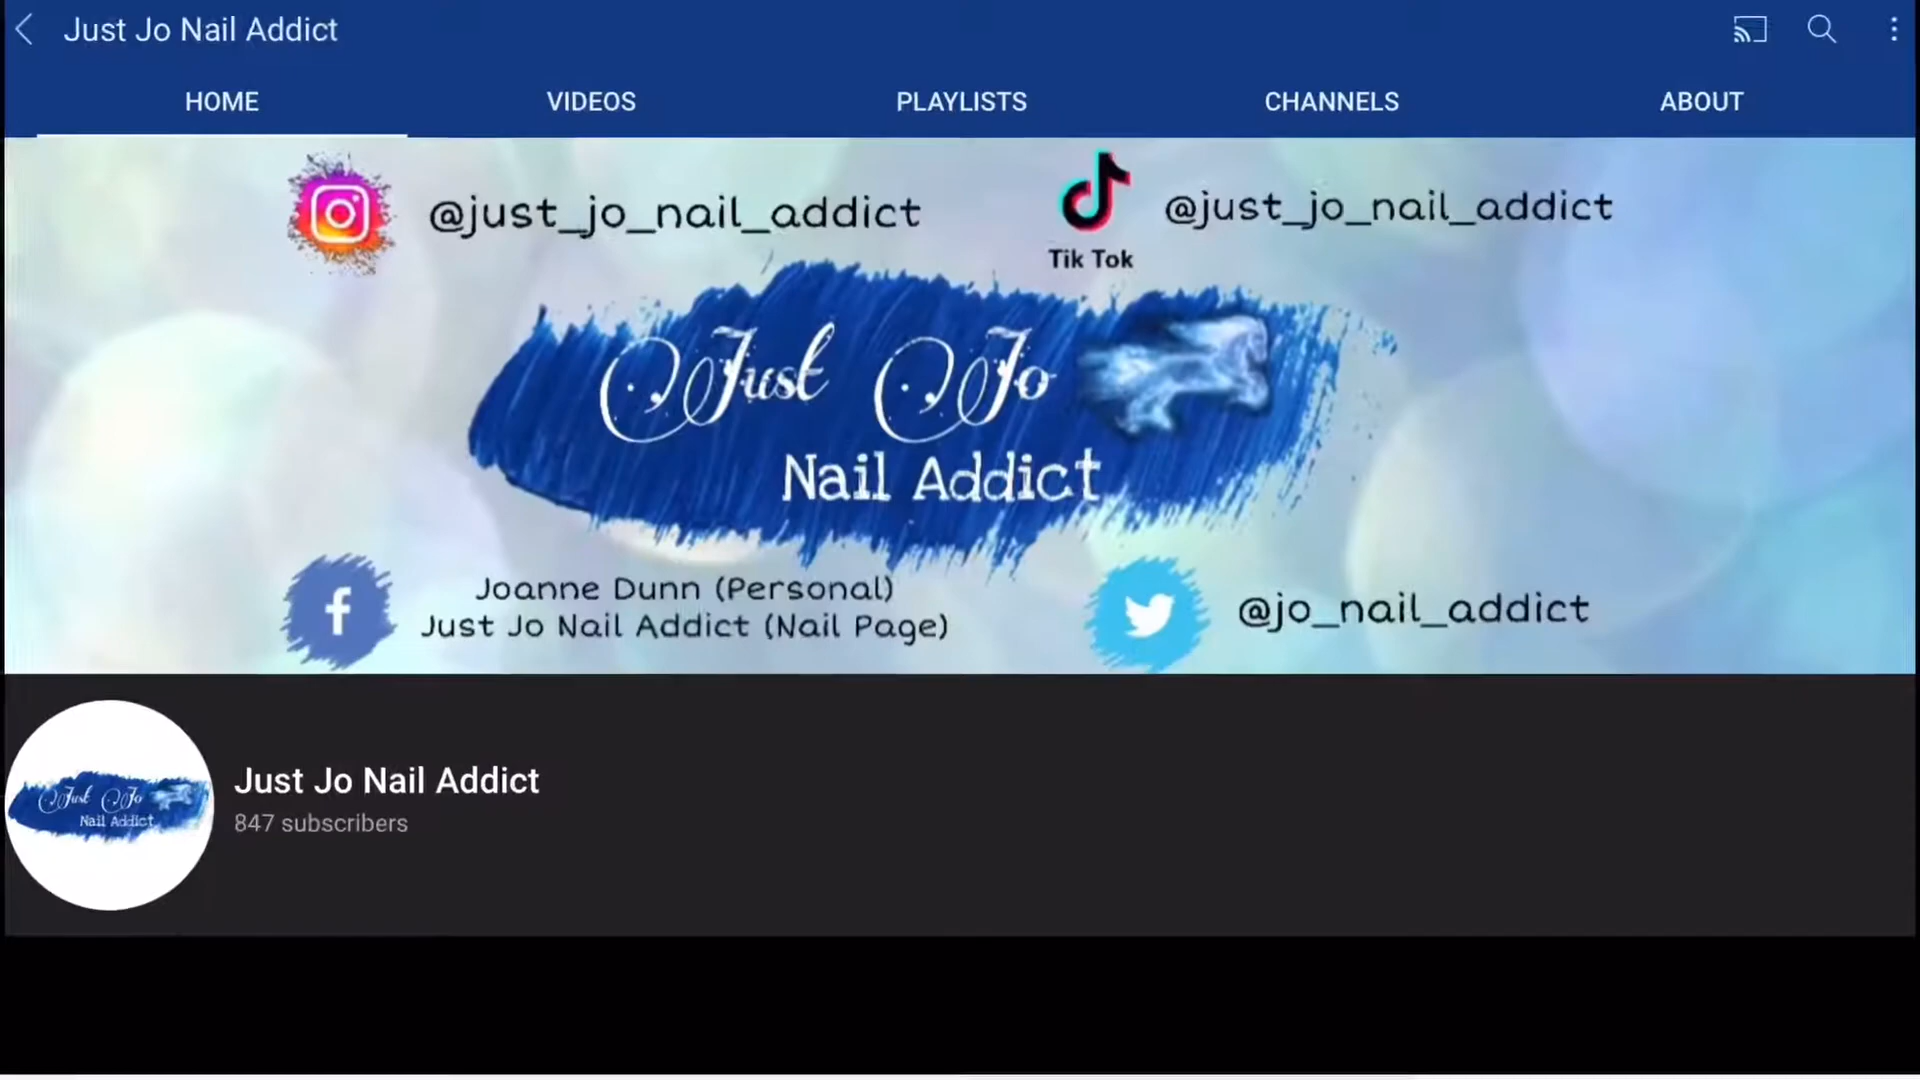 Just Jo Nail Addict
HOME VIDEOS PLAYLISTS CHANNELS ABOUT
@just_jo_nail_addict
Tik Tok
@just_jo_nail_addict
Just Jo
Nail Addict
Joanne Dunn (Personal)
Just Jo Nail Addict (Nail Page)
@jo_nail_addict
Just Jo
Nail Addict
Just Jo Nail Addict
847 subscribers